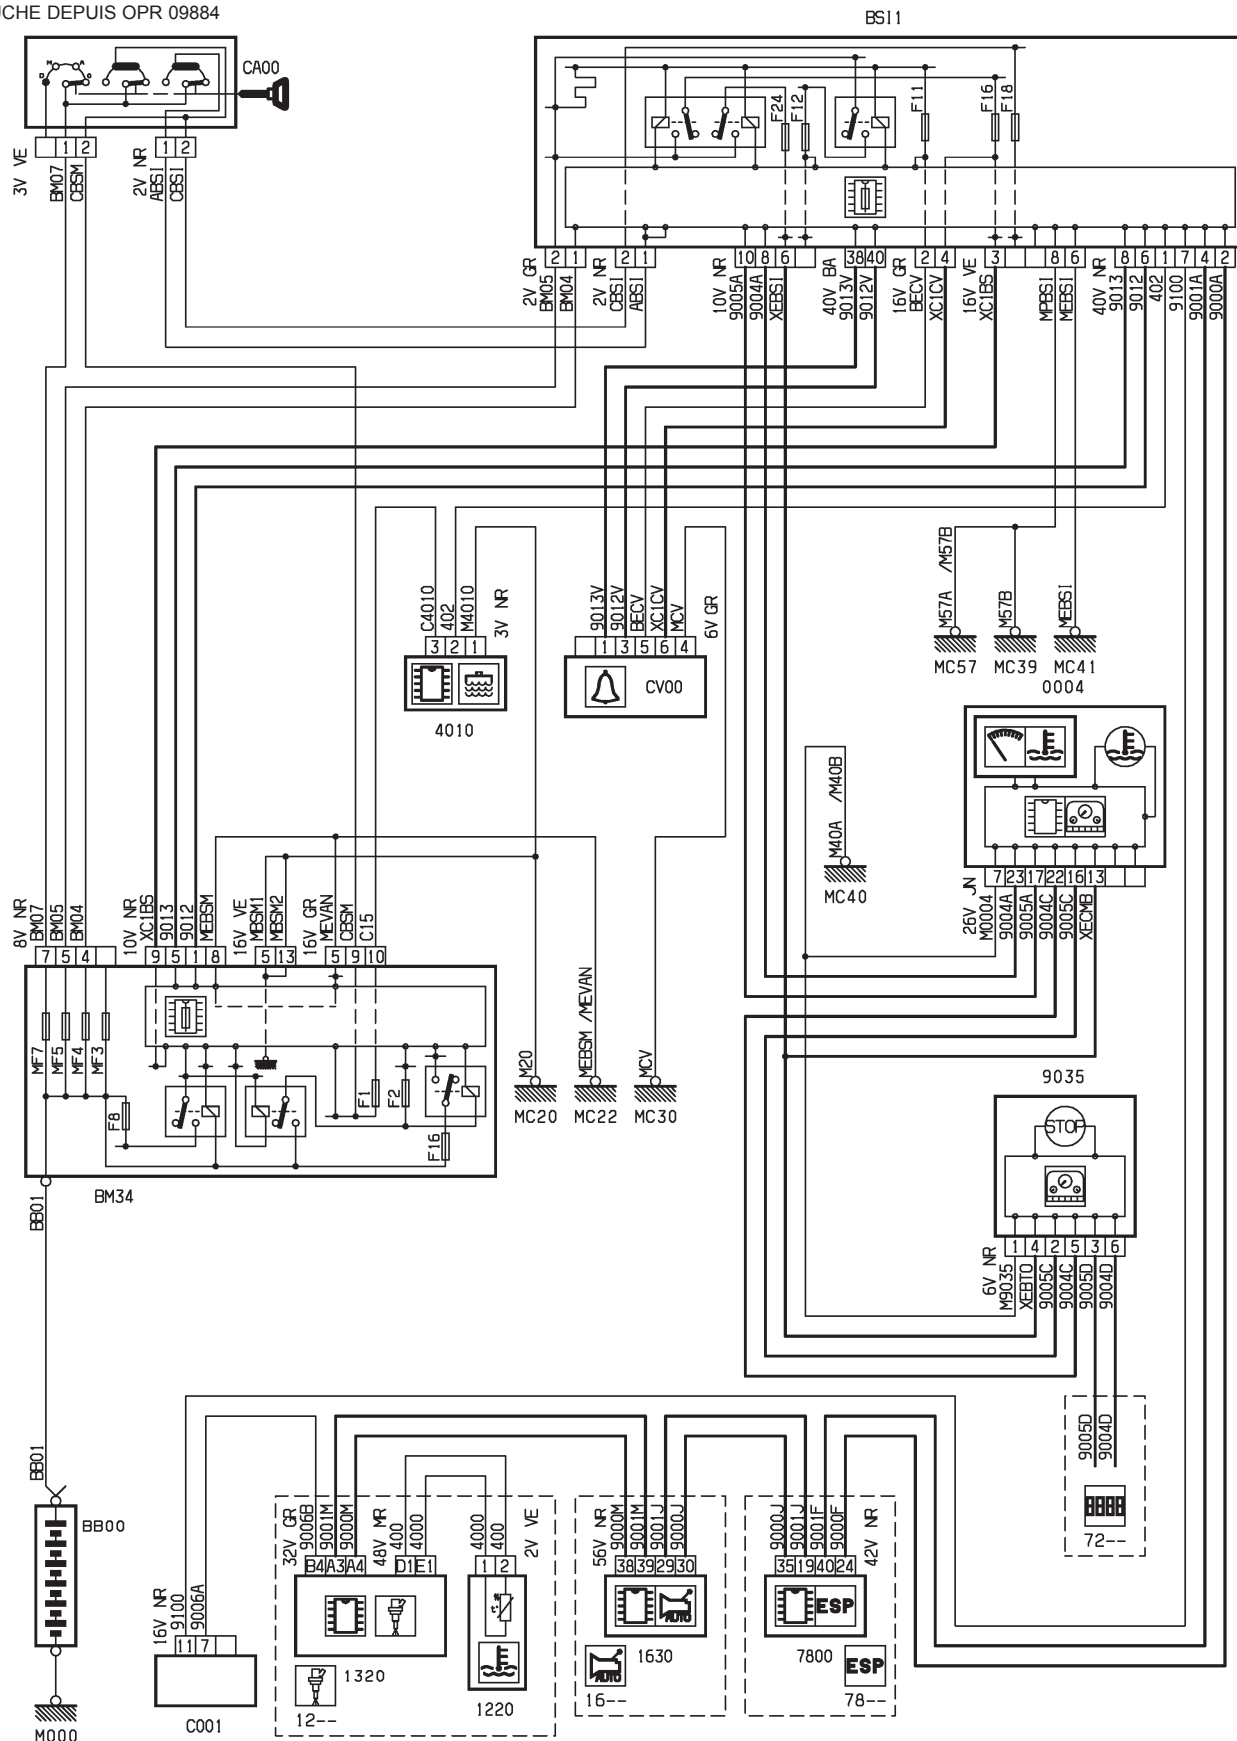 UCHE DEPUIS OPR 09884
BSI1
CA00
M A
D
3V VE
1 2
BM07
CBSM
2V NR
1 2
ABSI
CBSI
F24
F12
F11
F16
F18
2V GR
2 1
BM05
BM04
2V NR
2 1
CBSI
ABSI
10V NR
10 8 6
9005A
9004A
XEBSI
40V BA
38 40
9013V
9012V
16V GR
2 4
BECV
XC1CV
16V VE
3
XC1BS
8 6
MPBSI
MEBSI
40V NR
8 6 1 7 4 2
9013
9012
402
9100
9001A
9000A
C4010
402
M4010
3V NR
3 2 1
4010
9013V
9012V
BECV
XC1CV
MCV
6V GR
1 3 5 6 4
CV00
M57A /M57B
M57B
MEBSI
MC57
MC39
MC41
0004
M40A /M40B
MC40
7 23 17 22 16 13
26V JN
M0004
9004A
9005A
9004C
9005C
XECMB
8V NR
BM07
BM05
BM04
7 5 4
10V NR
XC1BS
9013
9012
MEBSM
9 5 1 8
16V VE
MBSM1
MBSM2
5 13
16V GR
MEVAN
CBSM
C15
5 9 10
MF7
MF5
MF4
MF3
F8
F1
F2
F16
BM34
M20
MC20
MEBSM /MEVAN
MC22
MCV
MC30
9035
STOP
1 4 2 5 3 6
6V NR
M9035
XEBTO
9005C
9004C
9005D
9004D
9005D
9004D
8888
72--
BB01
BB01
BB00
M000
16V NR
9100
9006A
11 7
C001
32V GR
9006B
9001M
9000M
B4 A3 A4
48V MR
400
4000
D1 E1
1320
12--
4000
400
2V VE
1 2
t°
1220
56V NR
9000M
9001M
9001J
9000J
38 39 29 30
AUTO
1630
AUTO
16--
9000J
9001J
9001F
9000F
42V NR
35 19 40 24
ESP
7800
ESP
78--